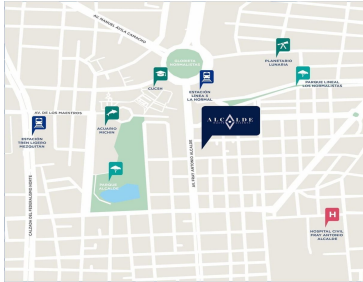 AV. MANUEL ÁVILA CAMACHO
GLORIETA
NORMALISTAS
PLANETARIO
LUNARIA
CUCSH
ESTACIÓN
LÍNEA 3
LA NORMAL
PARQUE LINEAL
LOS NORMALISTAS
AV. DE LOS MAESTROS
ACUARIO
MICHIN
ALCALDE
ESTACIÓN
TREN LIGERO
MEZQUITAN
PARQUE
ALCALDE
AV. FRAY ANTONIO ALCALDE
CALZADA DEL FEDERALISMO NORTE
H
HOSPITAL CIVIL
FRAY ANTONIO
ALCALDE